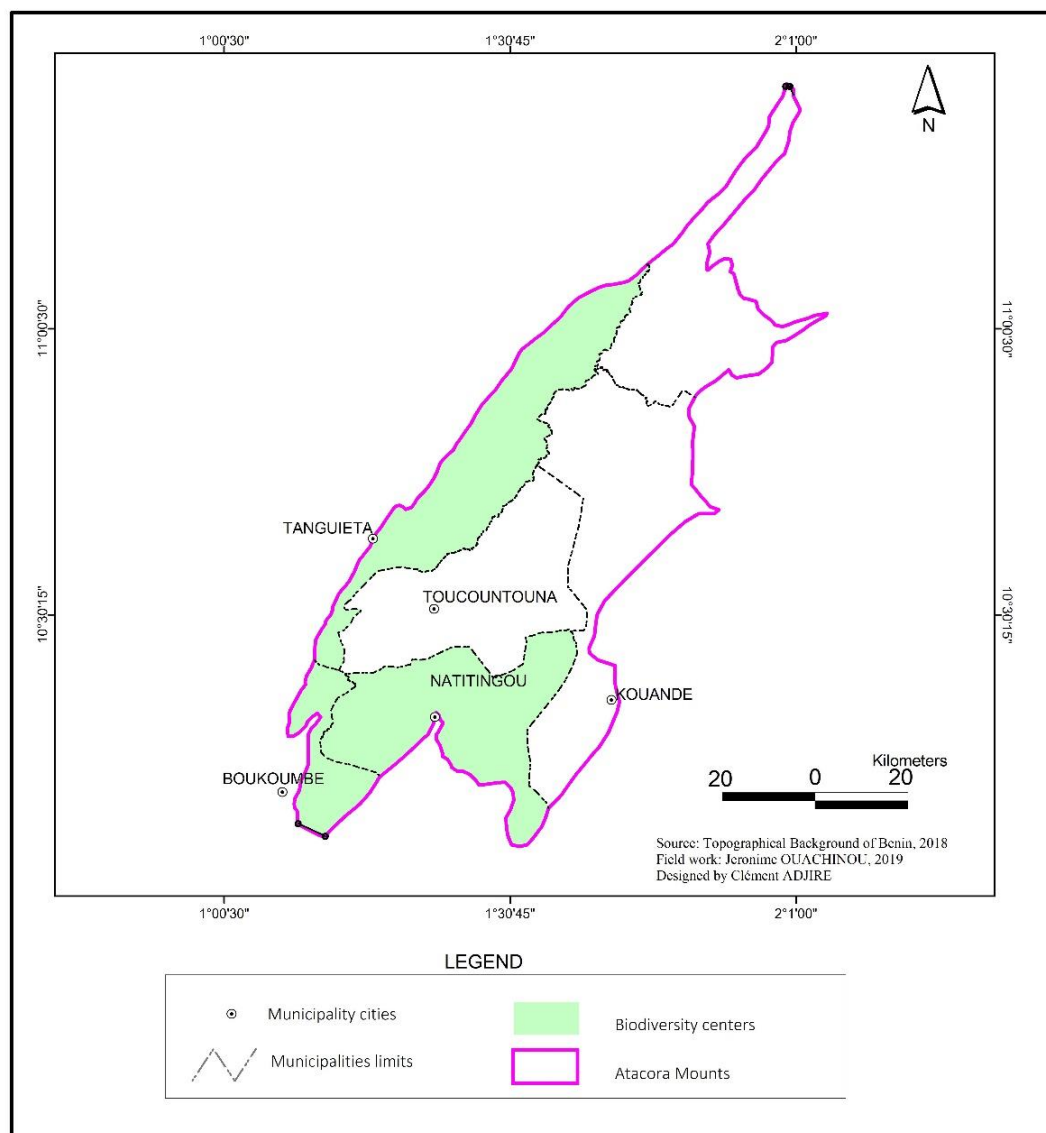 1°00'30"
1°30'45"
2°1'00"
N
11°00'30"
11°00'30"
TANGUIETA
TOUCOUNTOUNA
10°30'15"
10°30'15"
NATITINGOU
KOUANDE
BOUKOUMBE
Kilometers
20 0 20
Source: Topographical Background of Benin, 2018
Field work: Jeronime OUACHINOU, 2019
Designed by Clément ADJIRE
1°00'30"
1°30'45"
2°1'00"
LEGEND
Municipality cities
Biodiversity centers
Municipalities limits
Atacora Mounts